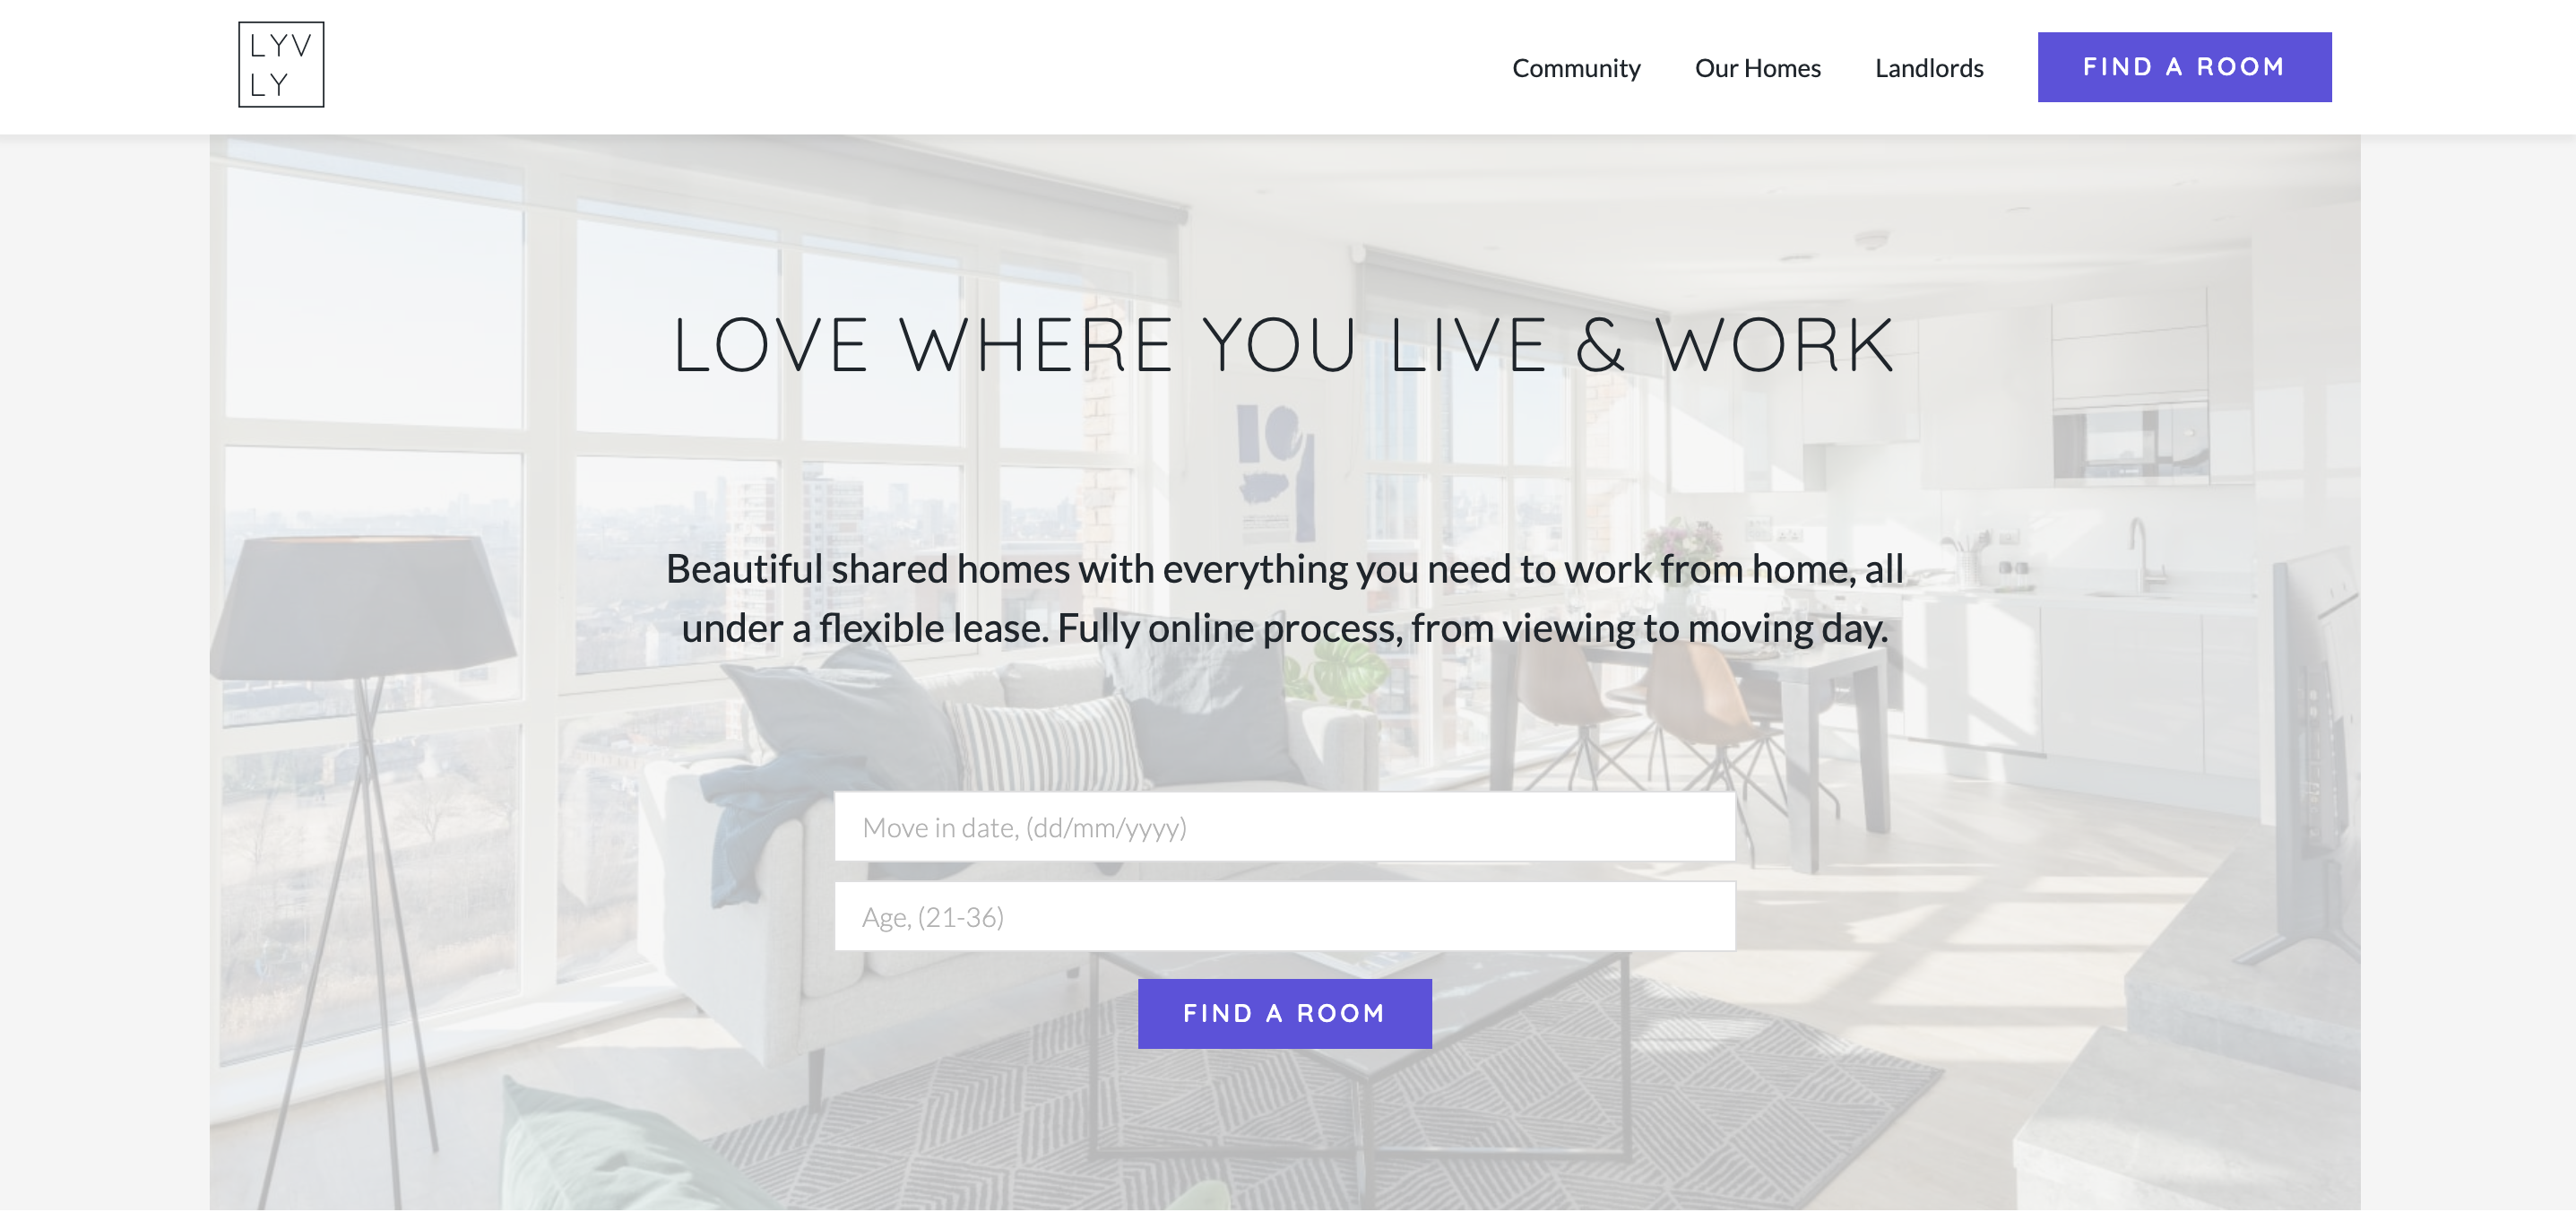 LYV
LY
Community
Our Homes
Landlords
FIND A ROOM
LOVE WHERE YOU LIVE & WORK
Beautiful shared homes with everything you need to work from home, all
under a flexible lease. Fully online process, from viewing to moving day.
Move in date, (dd/mm/yyyy)
Age, (21-36)
FIND A ROOM